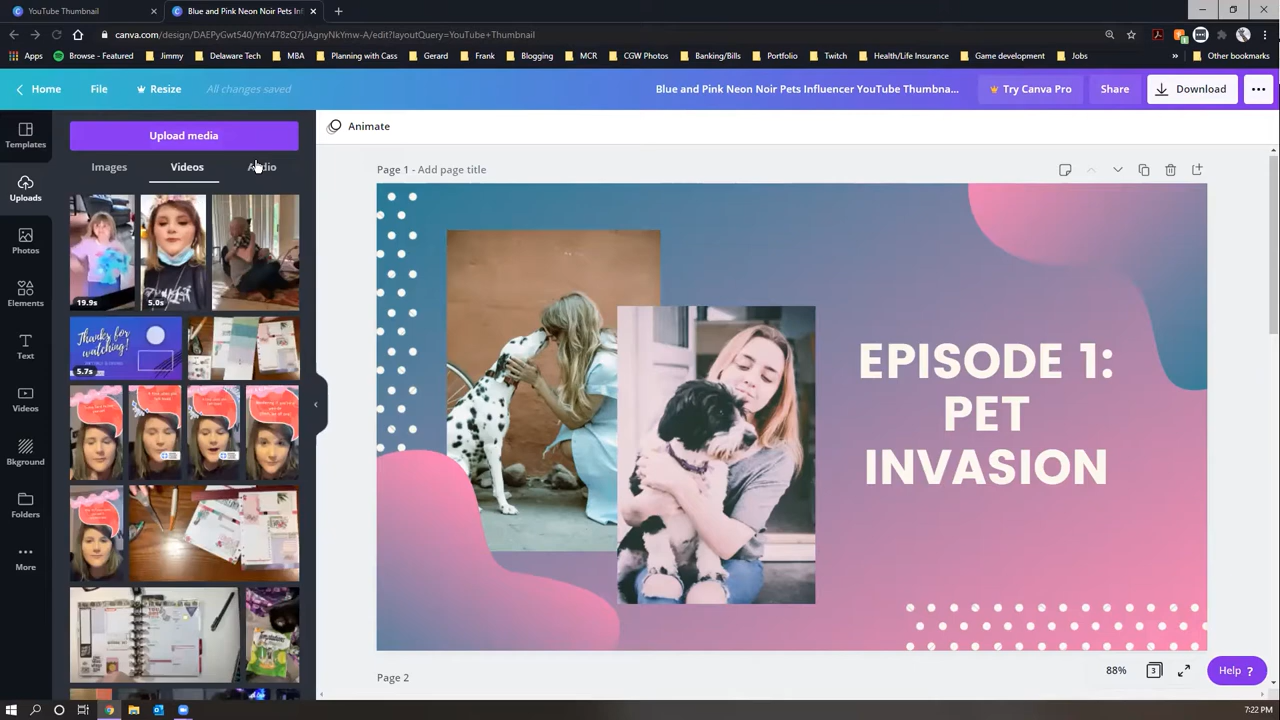 YouTube Thumbnail
Blue and Pink Neon Noir Pets Inf
canva.com/design/DAEPyGwt540/YnY478zQ7jJAgnyNkYmw-A/edit?layoutQuery=YouTube+Thumbnail
Apps Browse - Featured Jimmy Delaware Tech MBA Planning with Cass Gerard Frank Blogging MCR CGW Photos Banking/Bills Portfolio Twitch Health/Life Insurance Game development Jobs » Other bookmarks
Home File Resize All changes saved Blue and Pink Neon Noir Pets Influencer YouTube Thumbna... Try Canva Pro Share Download
Templates
Uploads
Photos
Elements
Text
Videos
Bkground
Folders
More
Upload media
Images Videos
19.9s 5.0s
Thanks for
watching!
5.7s
Animate
Page 1 - Add page title
EPISODE 1:
PET
INVASION
Page 2
88% 3 Help ?
7:22 PM